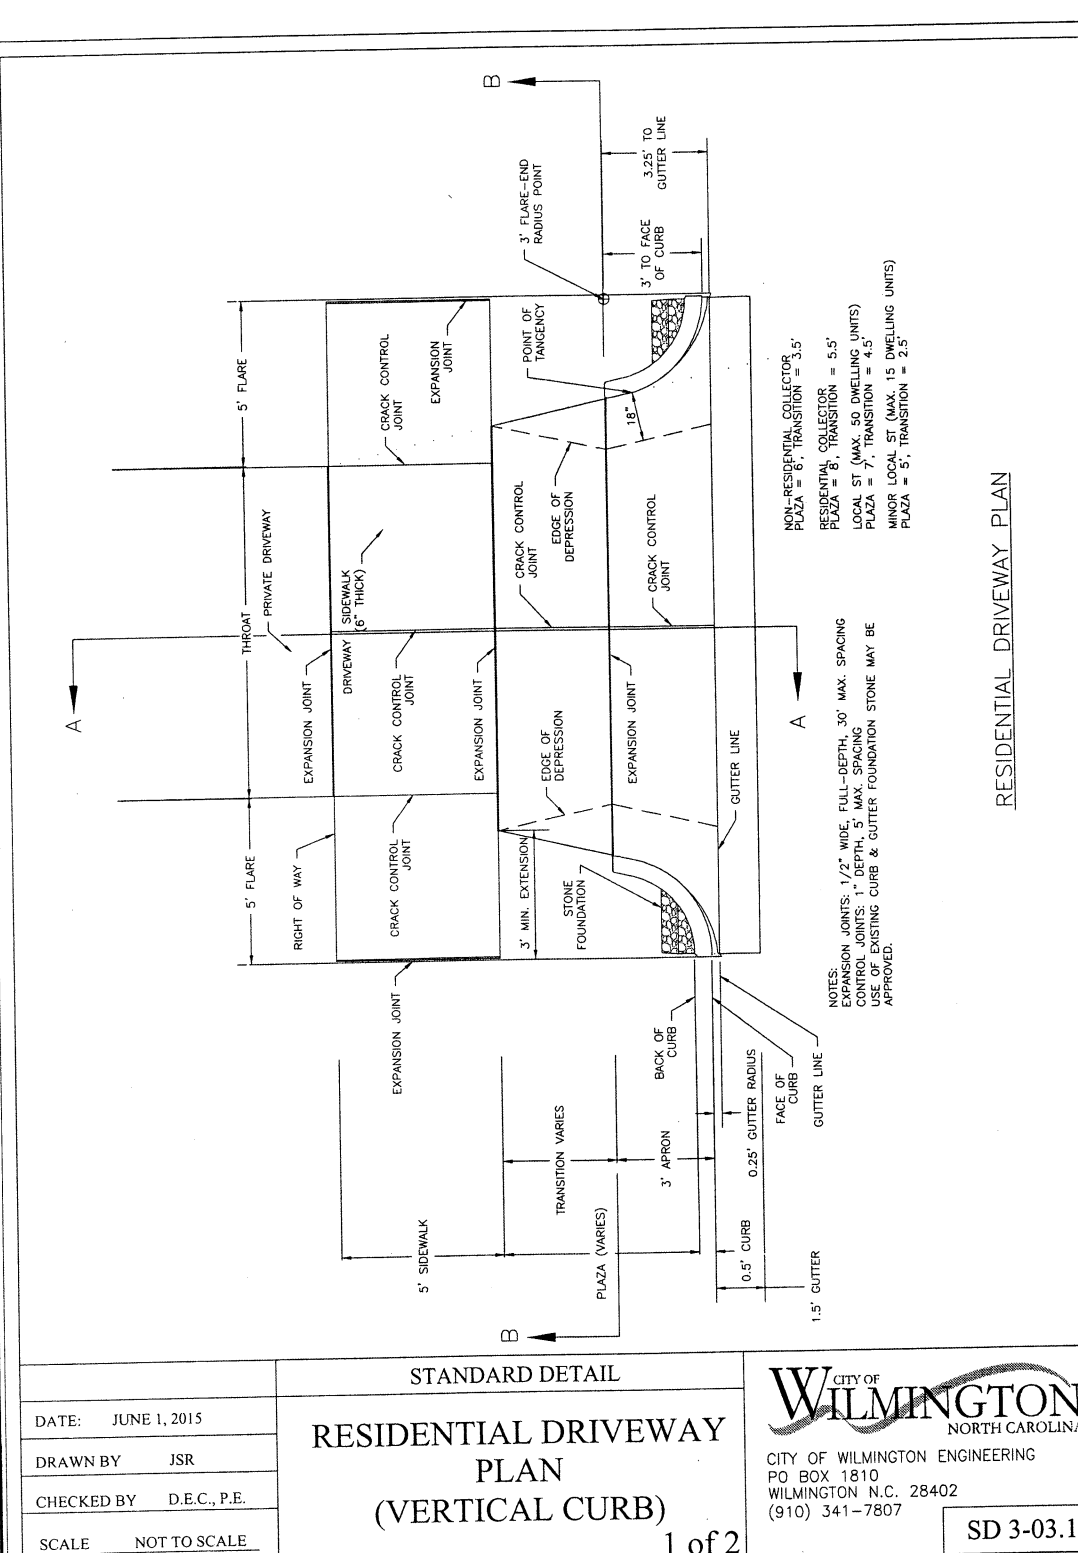 B
3.25' TO
GUTTER LINE
3' FLARE-END
RADIUS POINT
3' TO FACE
OF CURB
5' FLARE
CRACK CONTROL
JOINT
EXPANSION
JOINT
POINT OF
TANGENCY
18"
THROAT
PRIVATE DRIVEWAY
SIDEWALK
(6" THICK)
DRIVEWAY
CRACK CONTROL
JOINT
EDGE OF
DEPRESSION
CRACK CONTROL
JOINT
A
EXPANSION JOINT
CRACK CONTROL
JOINT
EXPANSION JOINT
EDGE OF
DEPRESSION
EXPANSION JOINT
GUTTER LINE
A
5' FLARE
RIGHT OF WAY
CRACK CONTROL
JOINT
3' MIN. EXTENSION
STONE
FOUNDATION
EXPANSION JOINT
BACK OF
CURB
FACE OF
CURB
GUTTER LINE
0.25' GUTTER RADIUS
TRANSITION VARIES
3' APRON
5' SIDEWALK
PLAZA (VARIES)
0.5' CURB
1.5' GUTTER
B
NON-RESIDENTIAL COLLECTOR
PLAZA = 6', TRANSITION = 3.5'
RESIDENTIAL COLLECTOR
PLAZA = 8', TRANSITION = 5.5'
LOCAL ST (MAX. 50 DWELLING UNITS)
PLAZA = 7', TRANSITION = 4.5'
MINOR LOCAL ST (MAX. 15 DWELLING UNITS)
PLAZA = 5', TRANSITION = 2.5'
NOTES:
EXPANSION JOINTS: 1/2" WIDE, FULL-DEPTH, 30' MAX. SPACING
CONTROL JOINTS: 1" DEPTH, 5' MAX. SPACING
USE OF EXISTING CURB & GUTTER FOUNDATION STONE MAY BE
APPROVED.
RESIDENTIAL DRIVEWAY PLAN
STANDARD DETAIL
DATE: JUNE 1, 2015
DRAWN BY JSR
CHECKED BY D.E.C., P.E.
SCALE NOT TO SCALE
RESIDENTIAL DRIVEWAY
PLAN
(VERTICAL CURB)
1 of 2
CITY OF
WILMINGTON
NORTH CAROLINA
CITY OF WILMINGTON ENGINEERING
PO BOX 1810
WILMINGTON N.C. 28402
(910) 341-7807
SD 3-03.1